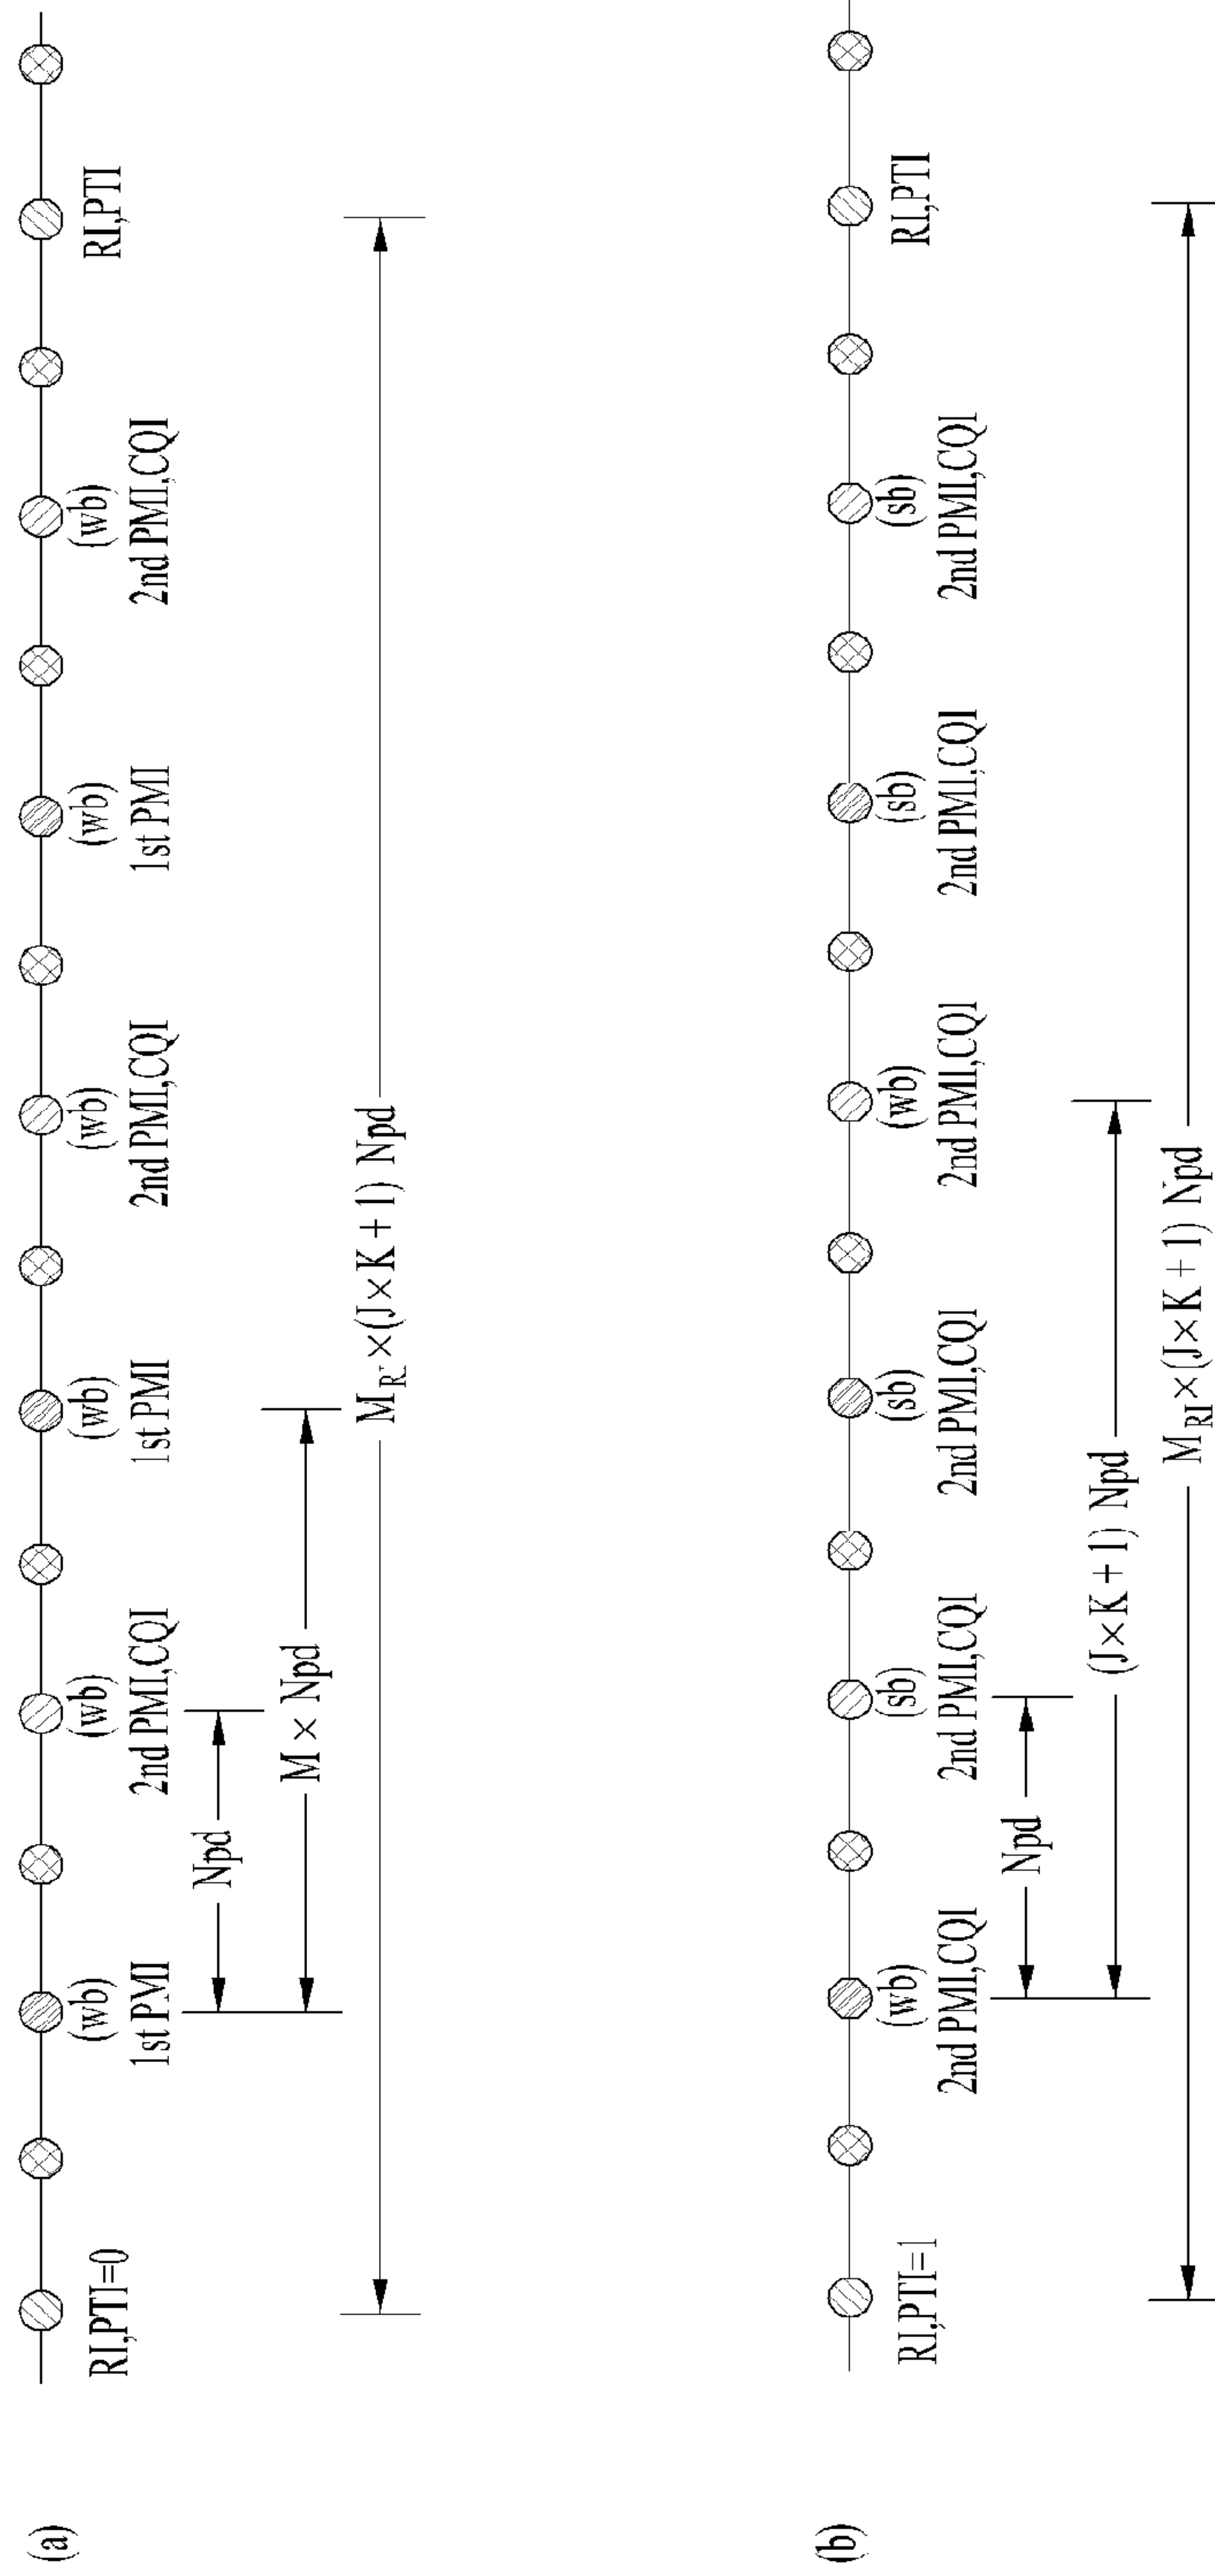 (a)
RI,PTI=0
(wb)
1st PMI
(wb)
2nd PMI,CQI
(wb)
1st PMI
(wb)
2nd PMI,CQI
(wb)
1st PMI
(wb)
2nd PMI,CQI
RI,PTI
Npd
M × Npd
M RI ×(J×K+1) Npd
(b)
RI,PTI=1
(wb)
2nd PMI,CQI
(sb)
2nd PMI,CQI
(sb)
2nd PMI,CQI
(wb)
2nd PMI,CQI
(sb)
2nd PMI,CQI
(sb)
2nd PMI,CQI
RI,PTI
Npd
(J×K+1) Npd
M RI ×(J×K+1) Npd